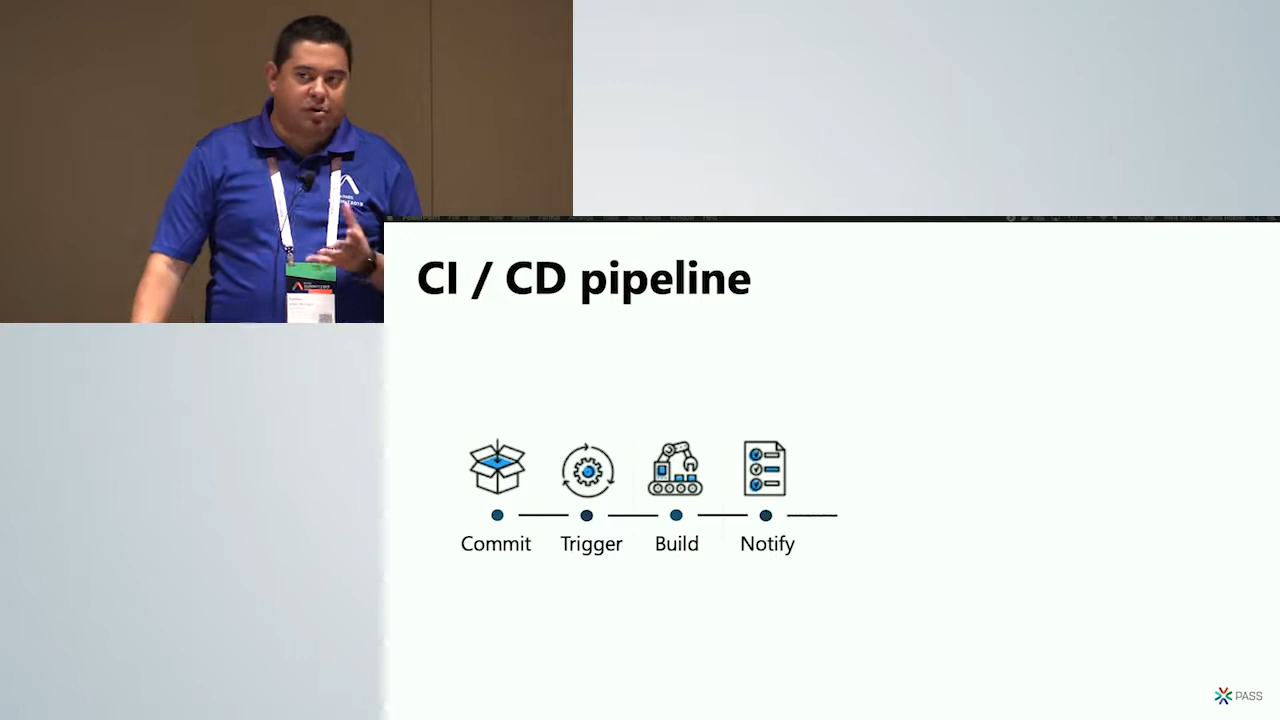 CI / CD pipeline
Commit
Trigger
Build
Notify
PASS